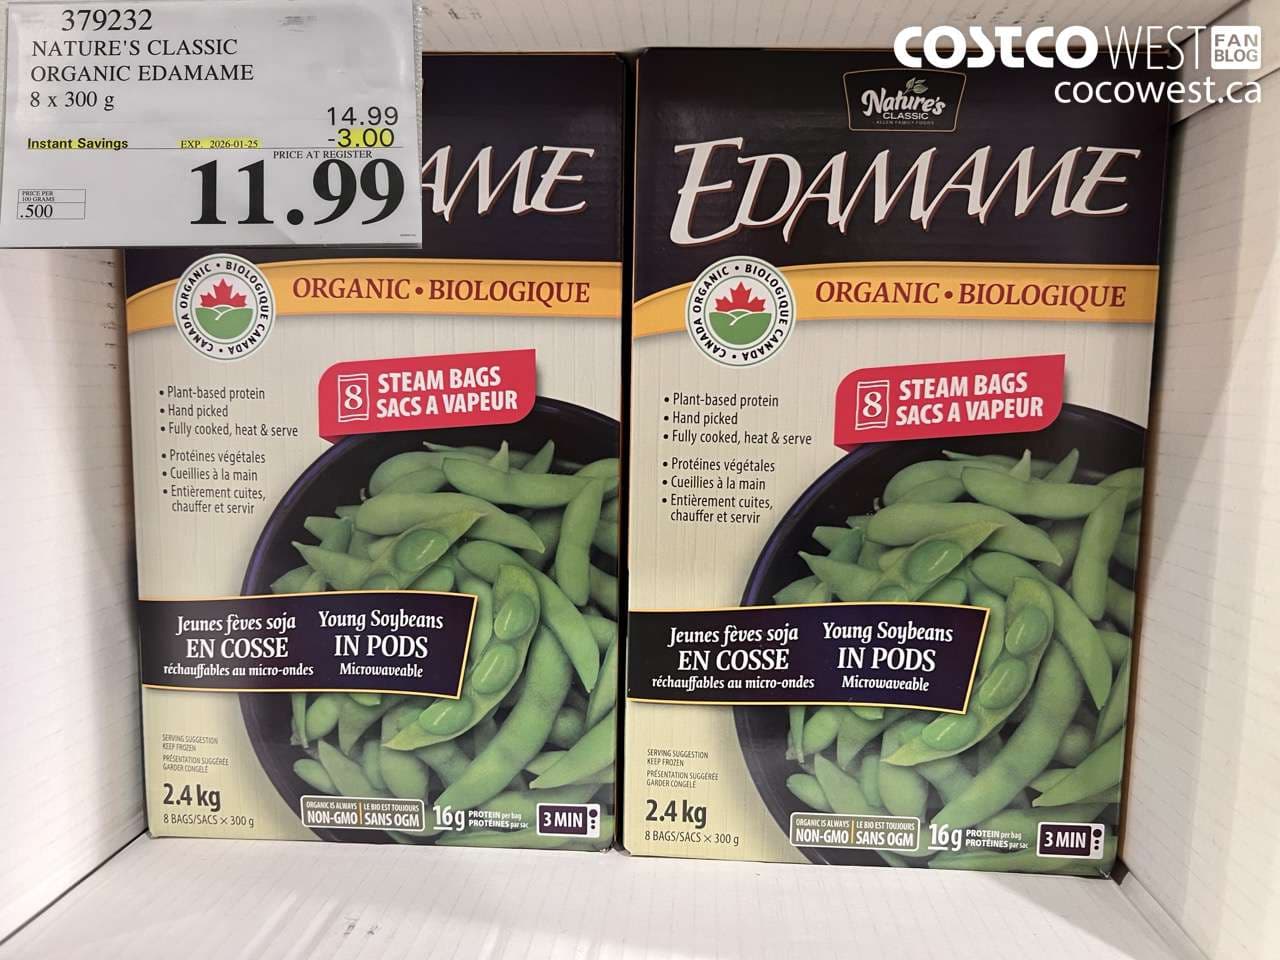 379232
NATURE'S CLASSIC
ORGANIC EDAMAME
8 x 300 g
14.99
Instant Savings EXP. 2026-01-25 -3.00
PRICE AT REGISTER
11.99
PRICE PER
100 GRAMS
.500
COSTCO WEST FAN BLOG
cocowest.ca
AME
CANADA ORGANIC • BIOLOGIQUE CANADA •
ORGANIC • BIOLOGIQUE
8 STEAM BAGS
SACS A VAPEUR
• Plant-based protein
• Hand picked
• Fully cooked, heat & serve
• Protéines végétales
• Cueillies à la main
• Entièrement cuites,
chauffer et servir
Jeunes fèves soja
EN COSSE
réchauffables au micro-ondes
Young Soybeans
IN PODS
Microwaveable
SERVING SUGGESTION
KEEP FROZEN
PRÉSENTATION SUGGÉRÉE
GARDER CONGELÉ
2.4 kg
8 BAGS/SACS × 300 g
ORGANIC IS ALWAYS
NON-GMO
LE BIO EST TOUJOURS
SANS OGM
16g PROTEIN per bag
PROTÉINES par sac
3 MIN
Nature's
CLASSIC
ALLEN FAMILY FOODS
EDAMAME
CANADA ORGANIC • BIOLOGIQUE CANADA •
ORGANIC • BIOLOGIQUE
8 STEAM BAGS
SACS A VAPEUR
• Plant-based protein
• Hand picked
• Fully cooked, heat & serve
• Protéines végétales
• Cueillies à la main
• Entièrement cuites,
chauffer et servir
Jeunes fèves soja
EN COSSE
réchauffables au micro-ondes
Young Soybeans
IN PODS
Microwaveable
SERVING SUGGESTION
KEEP FROZEN
PRÉSENTATION SUGGÉRÉE
GARDER CONGELÉ
2.4 kg
8 BAGS/SACS × 300 g
ORGANIC IS ALWAYS
NON-GMO
LE BIO EST TOUJOURS
SANS OGM
16g PROTEIN per bag
PROTÉINES par sac
3 MIN